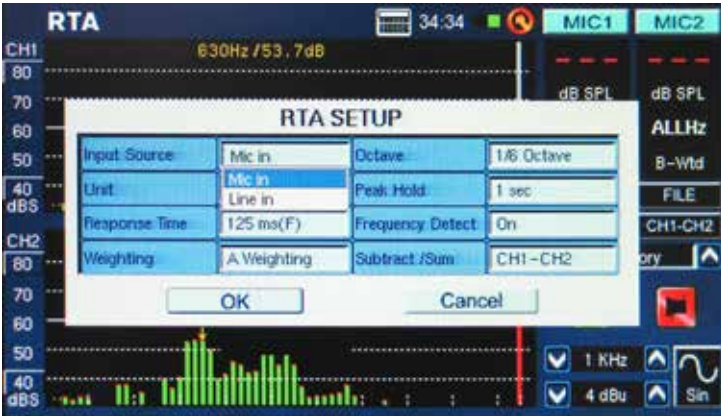 RTA 34:34 MIC1 MIC2
CH1 630Hz/53.7dB
80
70 dB SPL dB SPL
60 ALLHz
50 B-Wtd
40 FILE
dBS CH1-CH2
CH2
80 ory
70
60
50 1 KHz
40 4 dBu Sin
dBS
RTA SETUP
Input Source Mic in Octave 1/6 Octave
Mic in
Line in
Unit Peak Hold 1 sec
Response Time 125 ms(F) Frequency Detect On
Weighting A Weighting Subtract /Sum CH1-CH2
OK Cancel